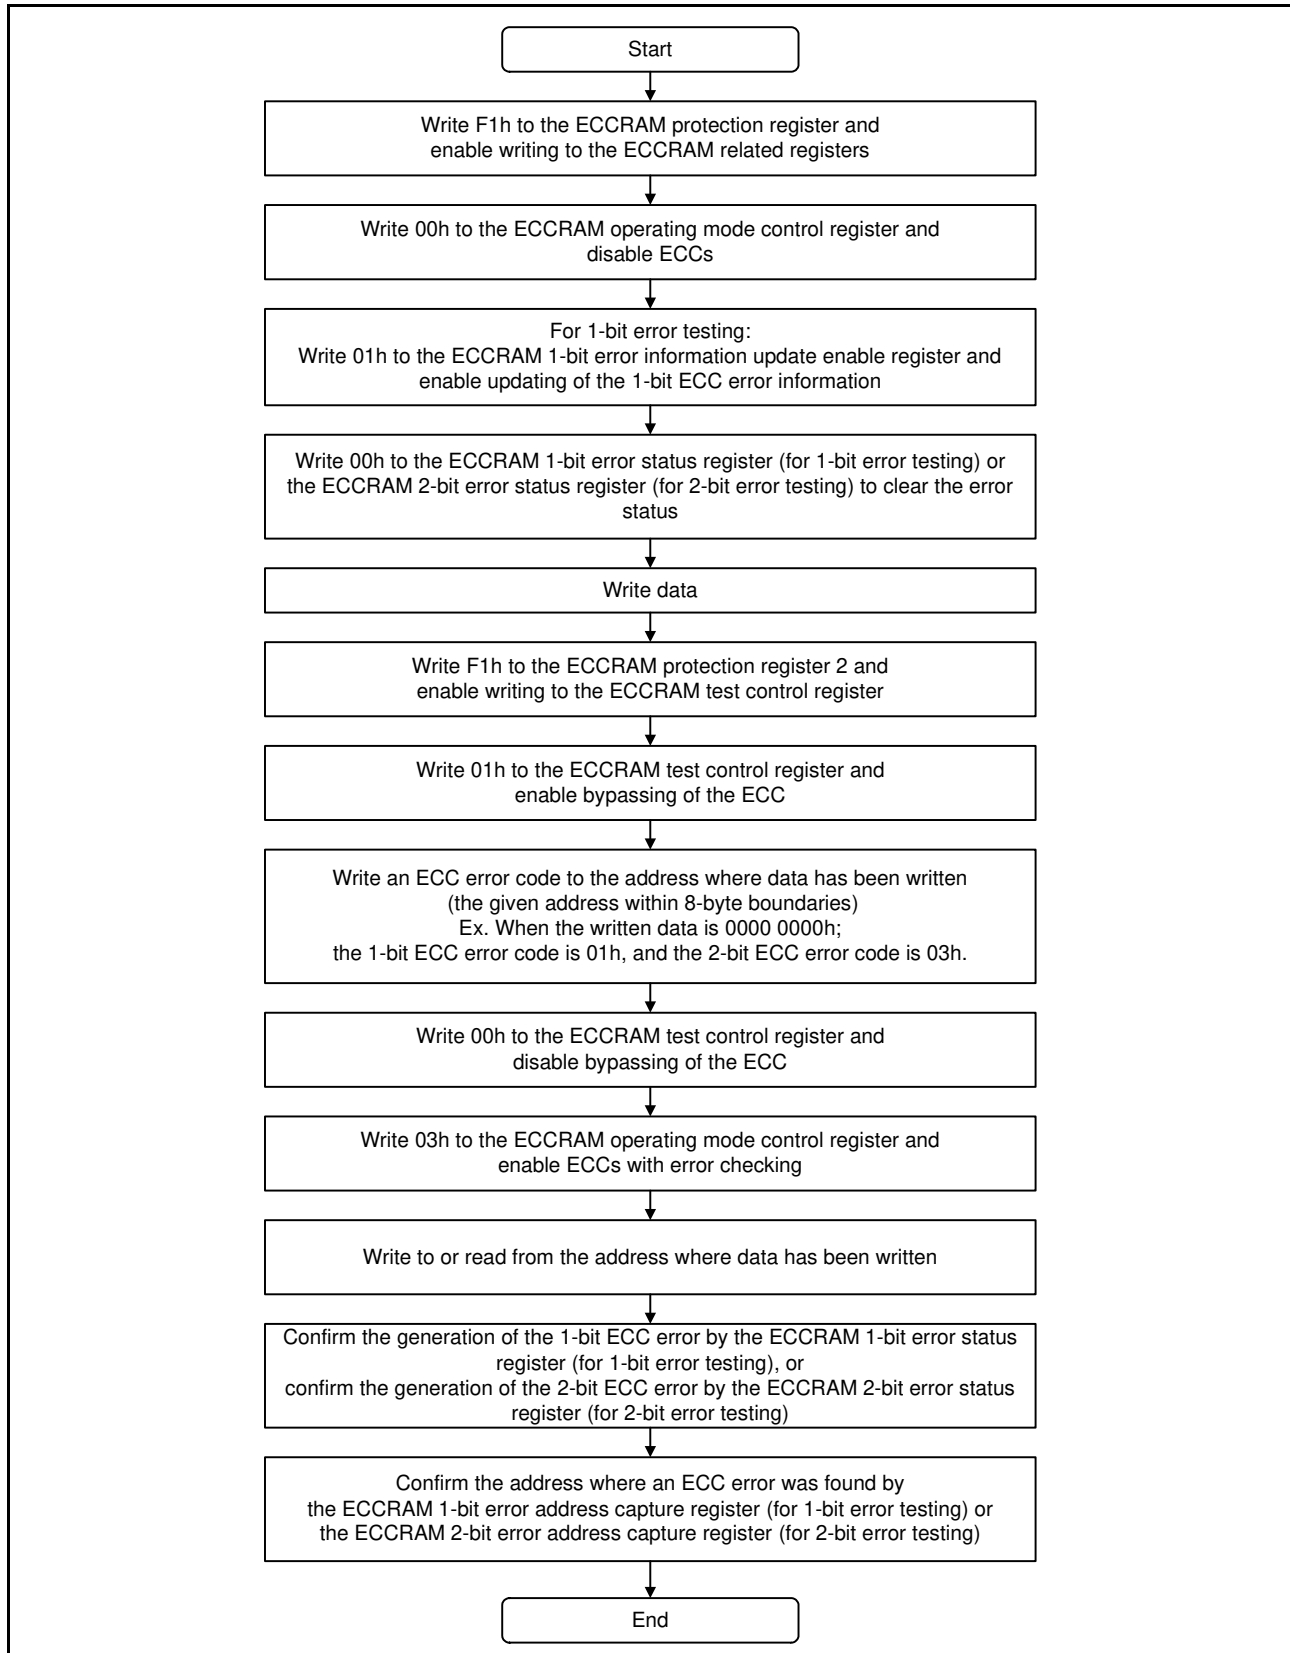 Start
Write F1h to the ECCRAM protection register and
enable writing to the ECCRAM related registers
Write 00h to the ECCRAM operating mode control register and
disable ECCs
For 1-bit error testing:
Write 01h to the ECCRAM 1-bit error information update enable register and
enable updating of the 1-bit ECC error information
Write 00h to the ECCRAM 1-bit error status register (for 1-bit error testing) or
the ECCRAM 2-bit error status register (for 2-bit error testing) to clear the error
status
Write data
Write F1h to the ECCRAM protection register 2 and
enable writing to the ECCRAM test control register
Write 01h to the ECCRAM test control register and
enable bypassing of the ECC
Write an ECC error code to the address where data has been written
(the given address within 8-byte boundaries)
Ex. When the written data is 0000 0000h;
the 1-bit ECC error code is 01h, and the 2-bit ECC error code is 03h.
Write 00h to the ECCRAM test control register and
disable bypassing of the ECC
Write 03h to the ECCRAM operating mode control register and
enable ECCs with error checking
Write to or read from the address where data has been written
Confirm the generation of the 1-bit ECC error by the ECCRAM 1-bit error status
register (for 1-bit error testing), or
confirm the generation of the 2-bit ECC error by the ECCRAM 2-bit error status
register (for 2-bit error testing)
Confirm the address where an ECC error was found by
the ECCRAM 1-bit error address capture register (for 1-bit error testing) or
the ECCRAM 2-bit error address capture register (for 2-bit error testing)
End